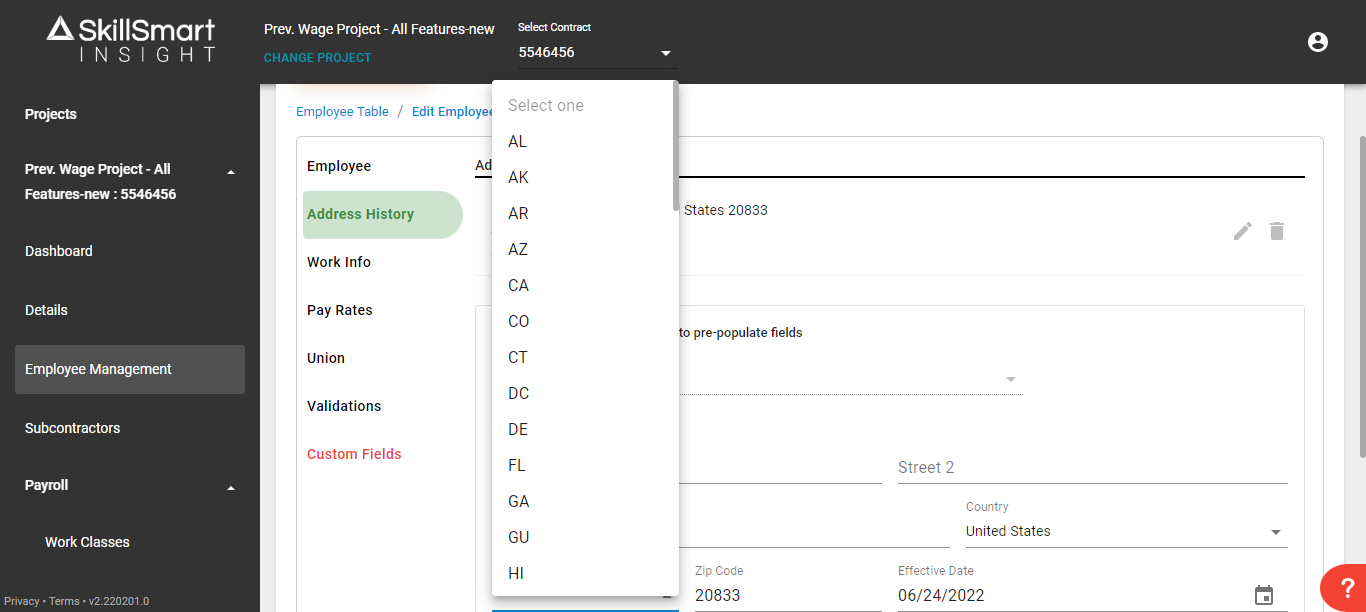 SkillSmart
INSIGHT
Prev. Wage Project - All Features-new
CHANGE PROJECT
Select Contract
5546456
Projects
Prev. Wage Project - All
Features-new : 5546456
Dashboard
Details
Employee Management
Subcontractors
Payroll
Work Classes
Privacy • Terms • v2.220201.0
Employee Table / Edit Employee
Employee
Address History
Work Info
Pay Rates
Union
Validations
Custom Fields
Ad
States 20833
to pre-populate fields
Select one
AL
AK
AR
AZ
CA
CO
CT
DC
DE
FL
GA
GU
HI
Street 2
Country
United States
Zip Code
20833
Effective Date
06/24/2022
?